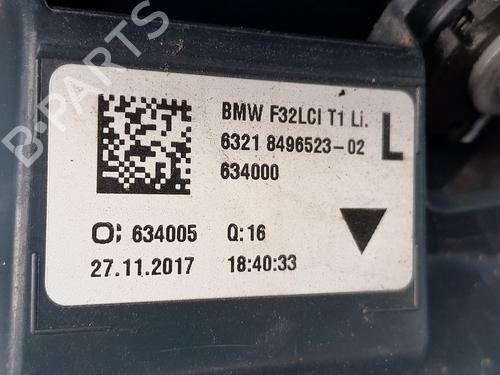 B-PARTS
BMW F32LCI T1 Li.
6321 8496523-02 L
634000
634005 Q:16
27.11.2017 18:40:33